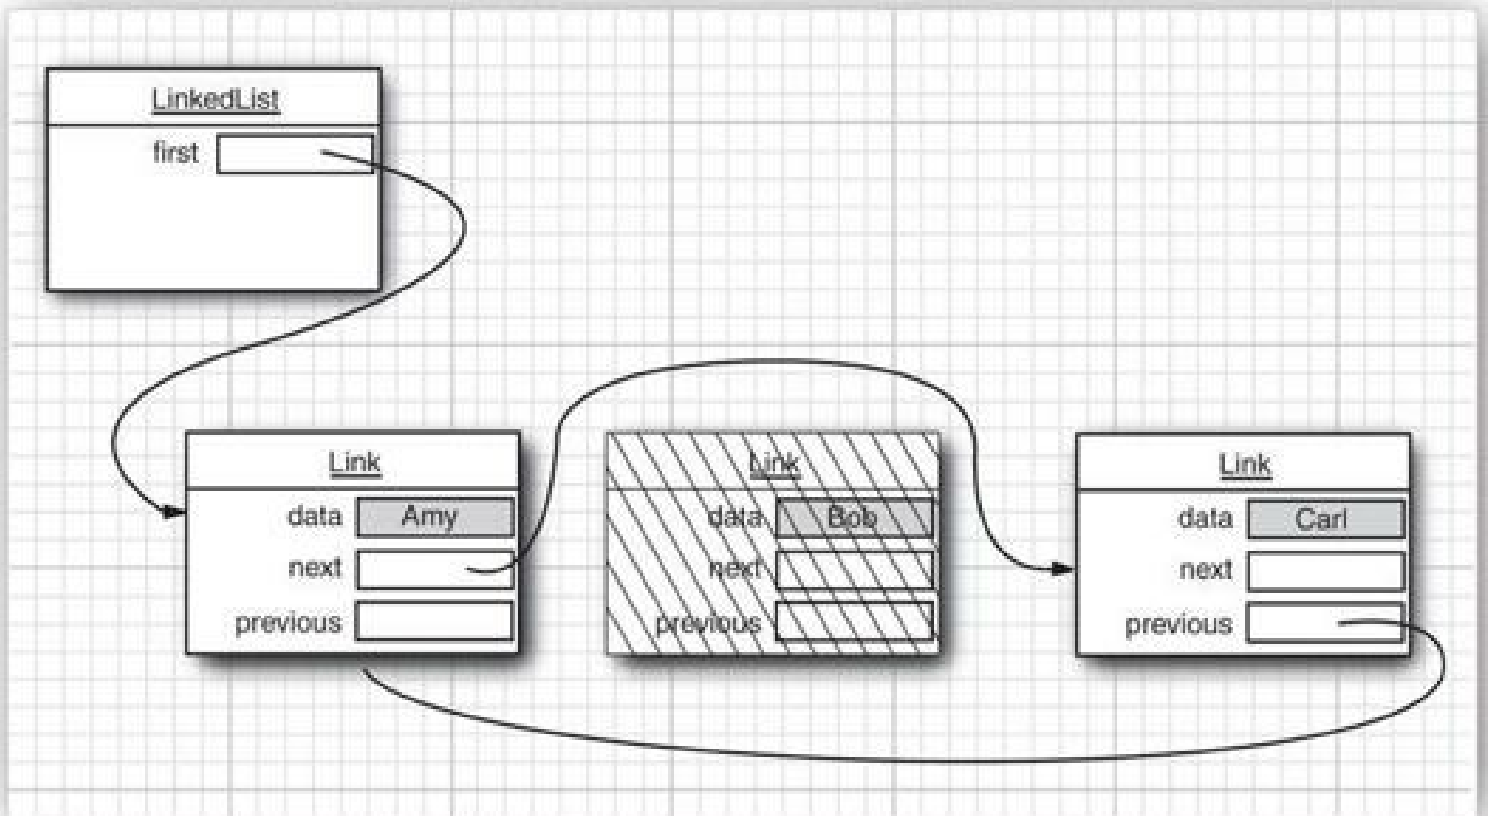 LinkedList
first
Link
data Amy
next
previous
Link
data Bob
next
previous
Link
data Carl
next
previous